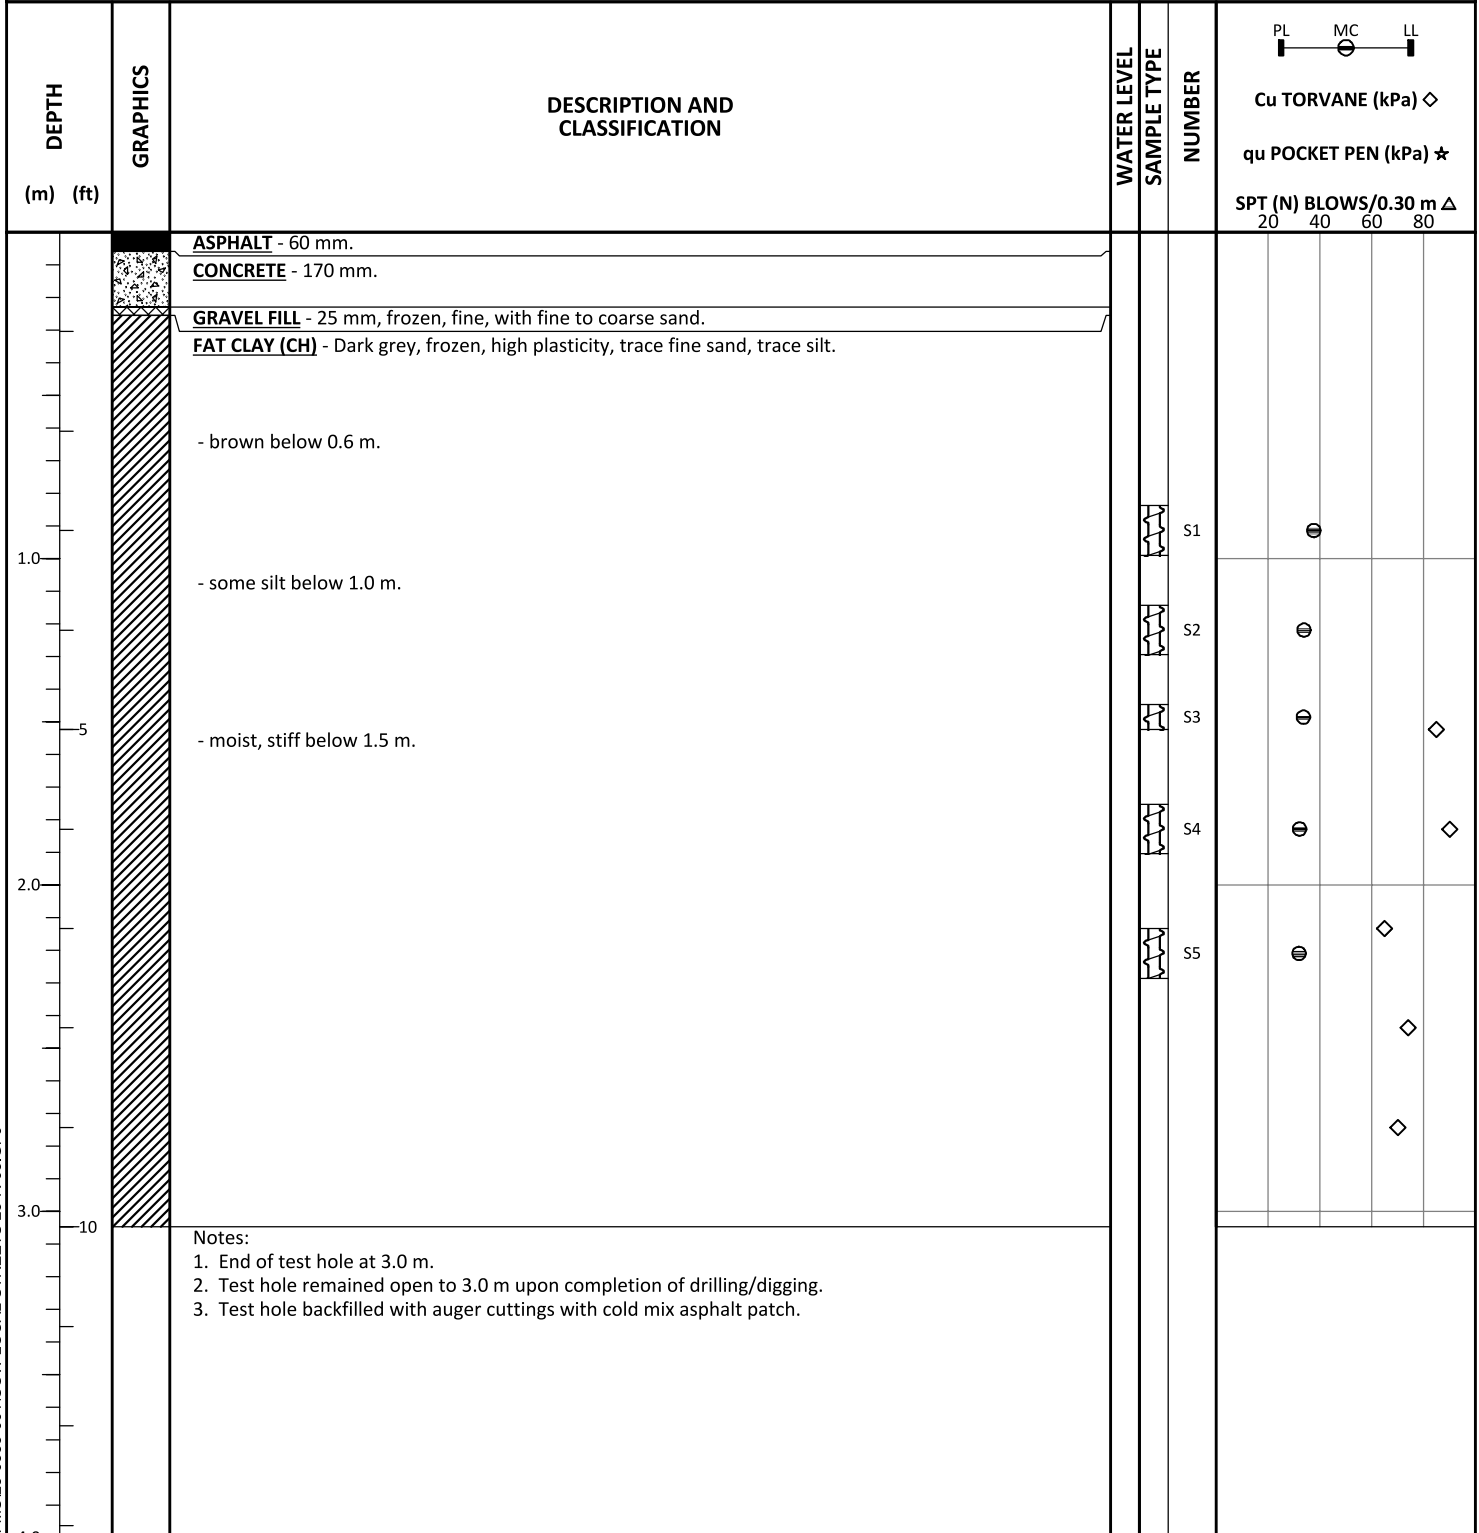 DEPTH
(m) (ft)
GRAPHICS
DESCRIPTION AND
CLASSIFICATION
WATER LEVEL
SAMPLE TYPE
NUMBER
PL MC LL
Cu TORVANE (kPa)
qu POCKET PEN (kPa)
SPT (N) BLOWS/0.30 m
20 40 60 80
ASPHALT - 60 mm.
CONCRETE - 170 mm.
GRAVEL FILL - 25 mm, frozen, fine, with fine to coarse sand.
FAT CLAY (CH) - Dark grey, frozen, high plasticity, trace fine sand, trace silt.
- brown below 0.6 m.
S1
1.0
- some silt below 1.0 m.
S2
S3
5
- moist, stiff below 1.5 m.
S4
2.0
S5
3.0
10
Notes:
1. End of test hole at 3.0 m.
2. Test hole remained open to 3.0 m upon completion of drilling/digging.
3. Test hole backfilled with auger cuttings with cold mix asphalt patch.